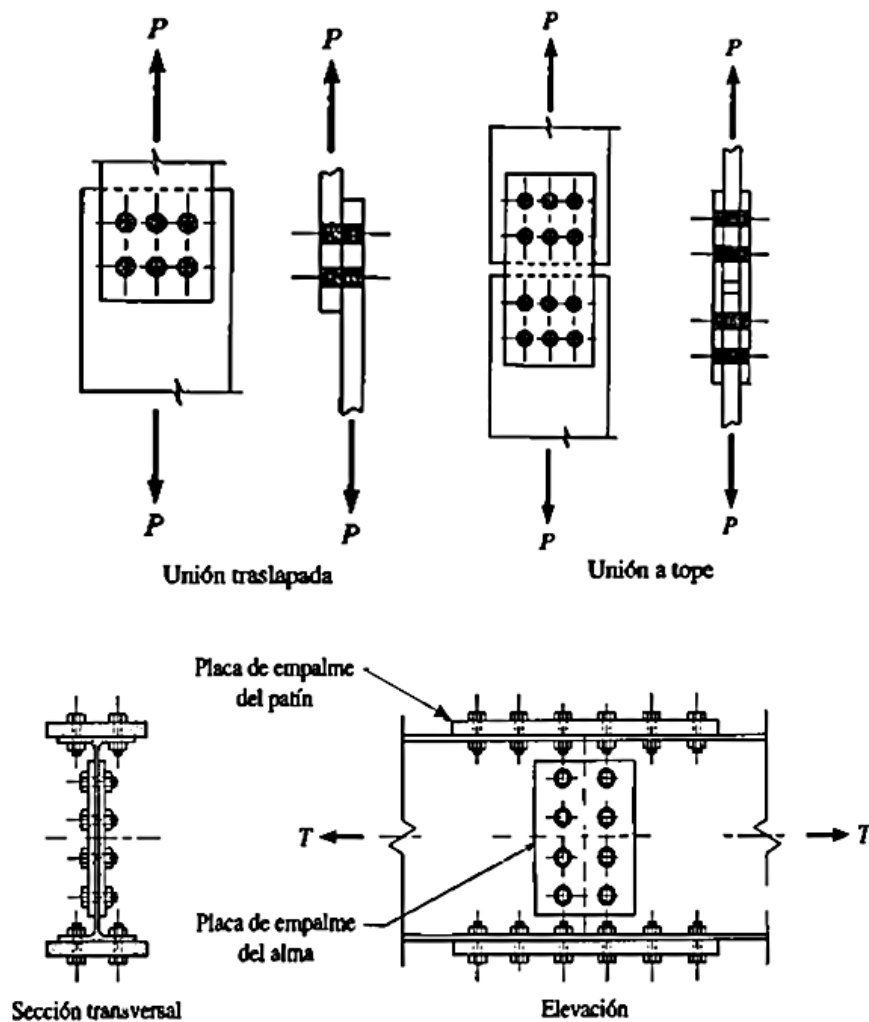 P
P
P
P
P
P
P
P
Unión traslapada
Unión a tope
Placa de empalme
del patín
T
T
Placa de empalme
del alma
Sección transversal
Elevación